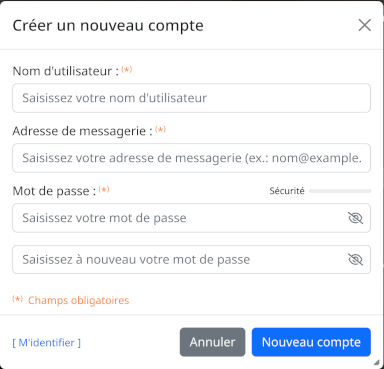 Créer un nouveau compte
Nom d'utilisateur : (*)
Saisissez votre nom d'utilisateur
Adresse de messagerie : (*)
Saisissez votre adresse de messagerie (ex.: nom@example.
Mot de passe : (*) Sécurité
Saisissez votre mot de passe
Saisissez à nouveau votre mot de passe
(*) Champs obligatoires
[ M'identifier ] Annuler Nouveau compte